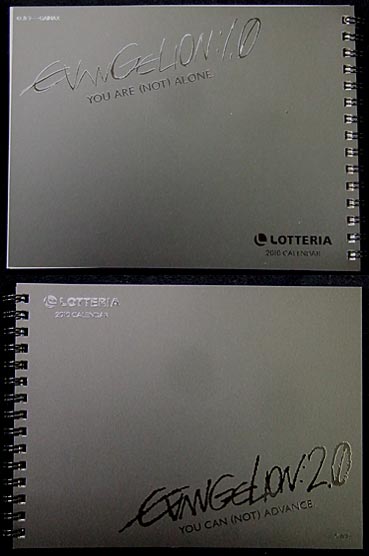 EVANGELION:1.0
YOU ARE (NOT) ALONE.
LOTTERIA
2010 CALENDAR
LOTTERIA
2010 CALENDAR
EVANGELION:2.0
YOU CAN (NOT) ADVANCE.